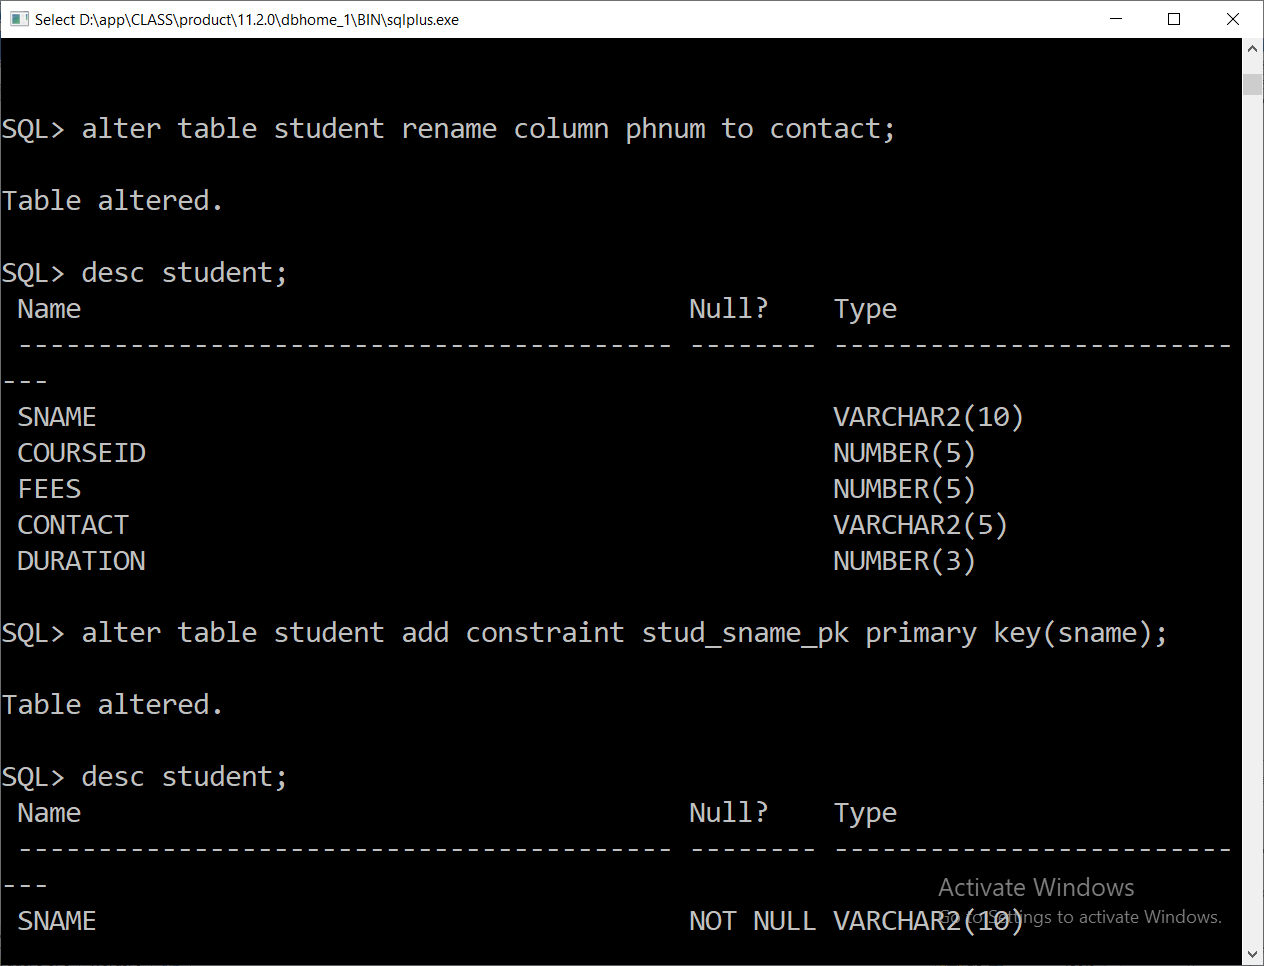 Select D:\app\CLASS\product\11.2.0\dbhome_1\BIN\sqlplus.exe
SQL> alter table student rename column phnum to contact;
Table altered.
SQL> desc student;
Name Null? Type
----------------------------------------- -------- -------------------------
---
SNAME VARCHAR2(10)
COURSEID NUMBER(5)
FEES NUMBER(5)
CONTACT VARCHAR2(5)
DURATION NUMBER(3)
SQL> alter table student add constraint stud_sname_pk primary key(sname);
Table altered.
SQL> desc student;
Name Null? Type
----------------------------------------- -------- -------------------------
---
Activate Windows
SNAME NOT NULL VARCHAR2(10)
Go to Settings to activate Windows.